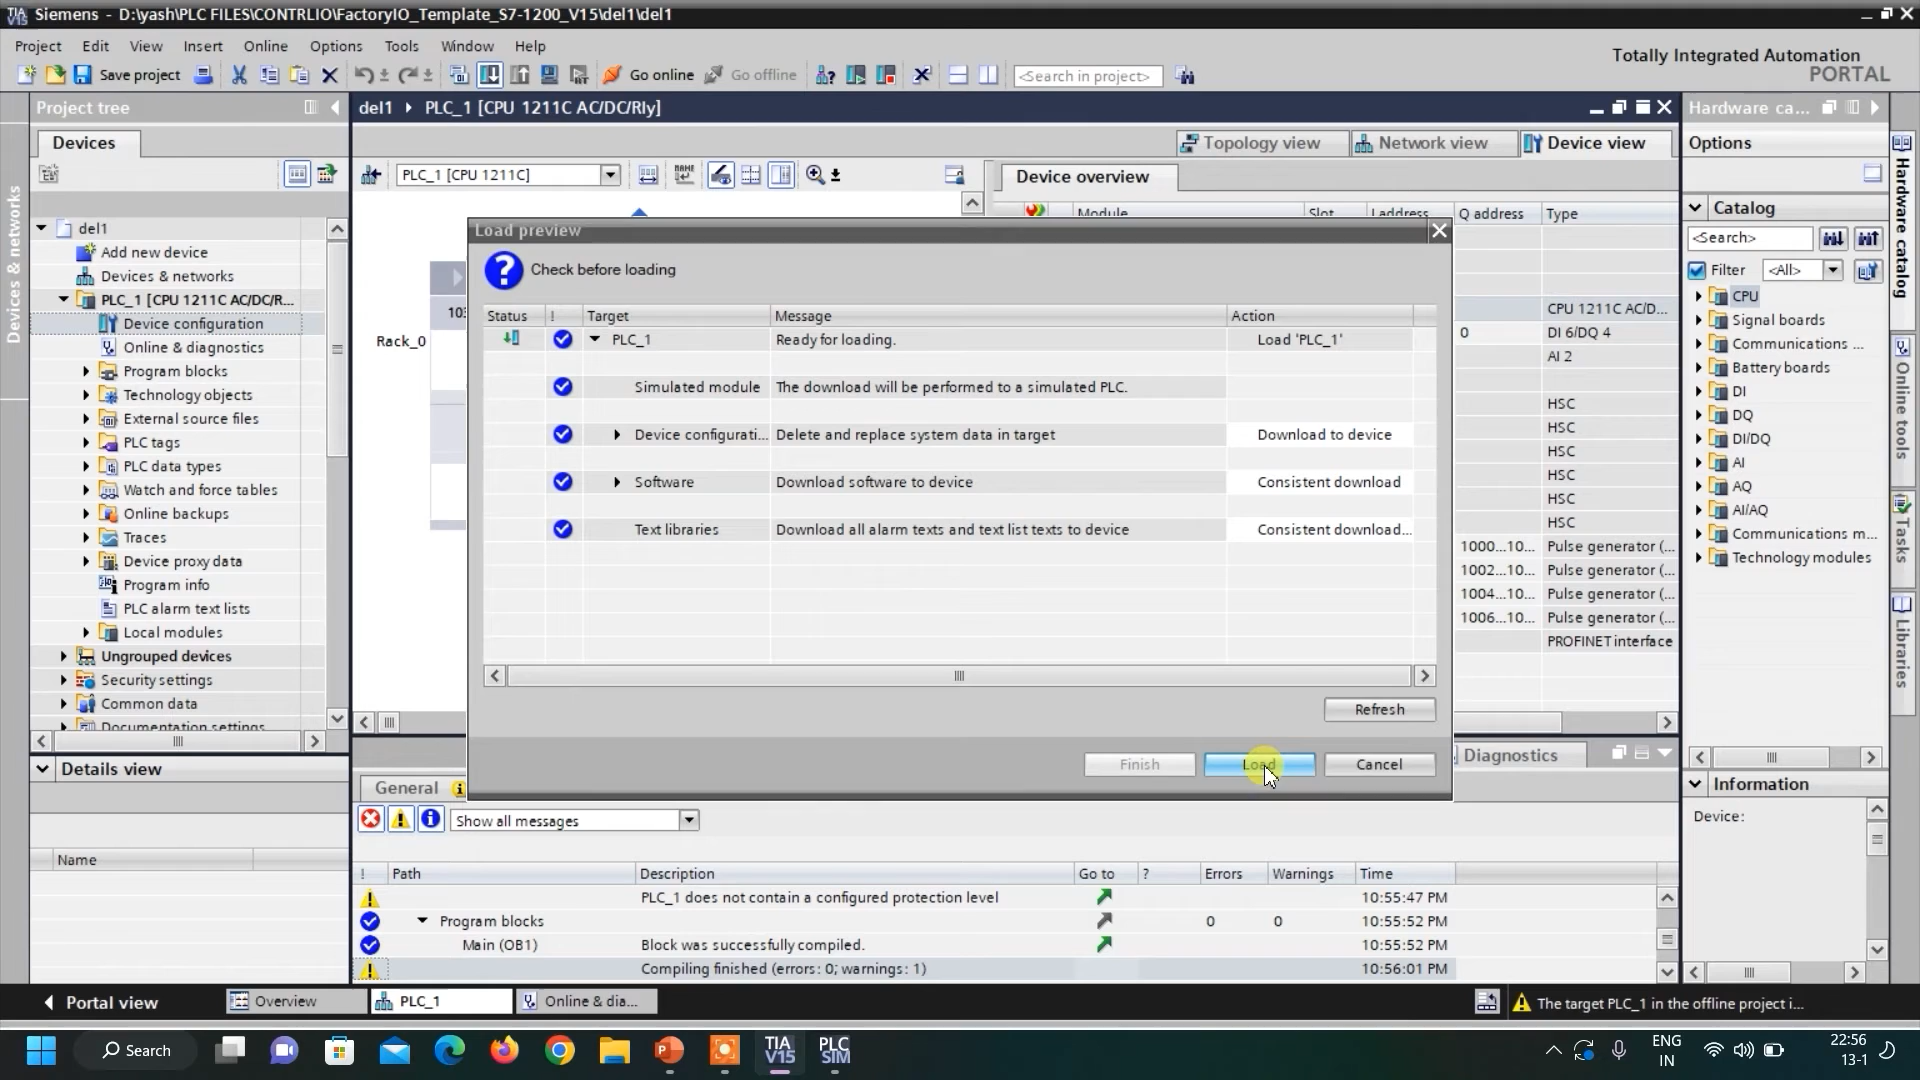 Siemens - D:\yash\PLC FILES\CONTRLIO\FactoryIO_Template_S7-1200_V15\del1\del1
Project Edit View Insert Online Options Tools Window Help
Totally Integrated Automation
PORTAL
Save project
Go online
Go offline
<Search in project>
Project tree
del1 PLC_1 [CPU 1211C AC/DC/Rly]
Hardware ca...
Devices
Topology view
Network view
Device view
Options
PLC_1 [CPU 1211C]
Device overview
Module Slot I address Q address Type
Devices & networks
del1
Add new device
Devices & networks
PLC_1 [CPU 1211C AC/DC/R...
Device configuration
Online & diagnostics
Program blocks
Technology objects
External source files
PLC tags
PLC data types
Watch and force tables
Online backups
Traces
Device proxy data
Program info
PLC alarm text lists
Local modules
Ungrouped devices
Security settings
Common data
Documentation settings
Rack_0
103
Load preview
Check before loading
Status ! Target Message Action
PLC_1 Ready for loading. Load 'PLC_1'
Simulated module The download will be performed to a simulated PLC.
Device configurati... Delete and replace system data in target Download to device
Software Download software to device Consistent download
Text libraries Download all alarm texts and text list texts to device Consistent download...
Refresh
Finish Load Cancel
CPU 1211C AC/D...
0 DI 6/DQ 4
AI 2
HSC
HSC
HSC
HSC
HSC
HSC
1000...10... Pulse generator (...
1002...10... Pulse generator (...
1004...10... Pulse generator (...
1006...10... Pulse generator (...
PROFINET interface
Catalog
<Search>
Filter <All>
CPU
Signal boards
Communications ...
Battery boards
DI
DQ
DI/DQ
AI
AQ
AI/AQ
Communications m...
Technology modules
Hardware catalog
Online tools
Tasks
Libraries
Diagnostics
Details view
Name
General
Show all messages
! Path Description Go to ? Errors Warnings Time
PLC_1 does not contain a configured protection level 10:55:47 PM
Program blocks 0 0 10:55:52 PM
Main (OB1) Block was successfully compiled. 10:55:52 PM
Compiling finished (errors: 0; warnings: 1) 10:56:01 PM
Information
Device:
Portal view
Overview
PLC_1
Online & dia...
The target PLC_1 in the offline project i...
Search
TIA V15
PLC SIM
ENG
IN
22:56
13-1